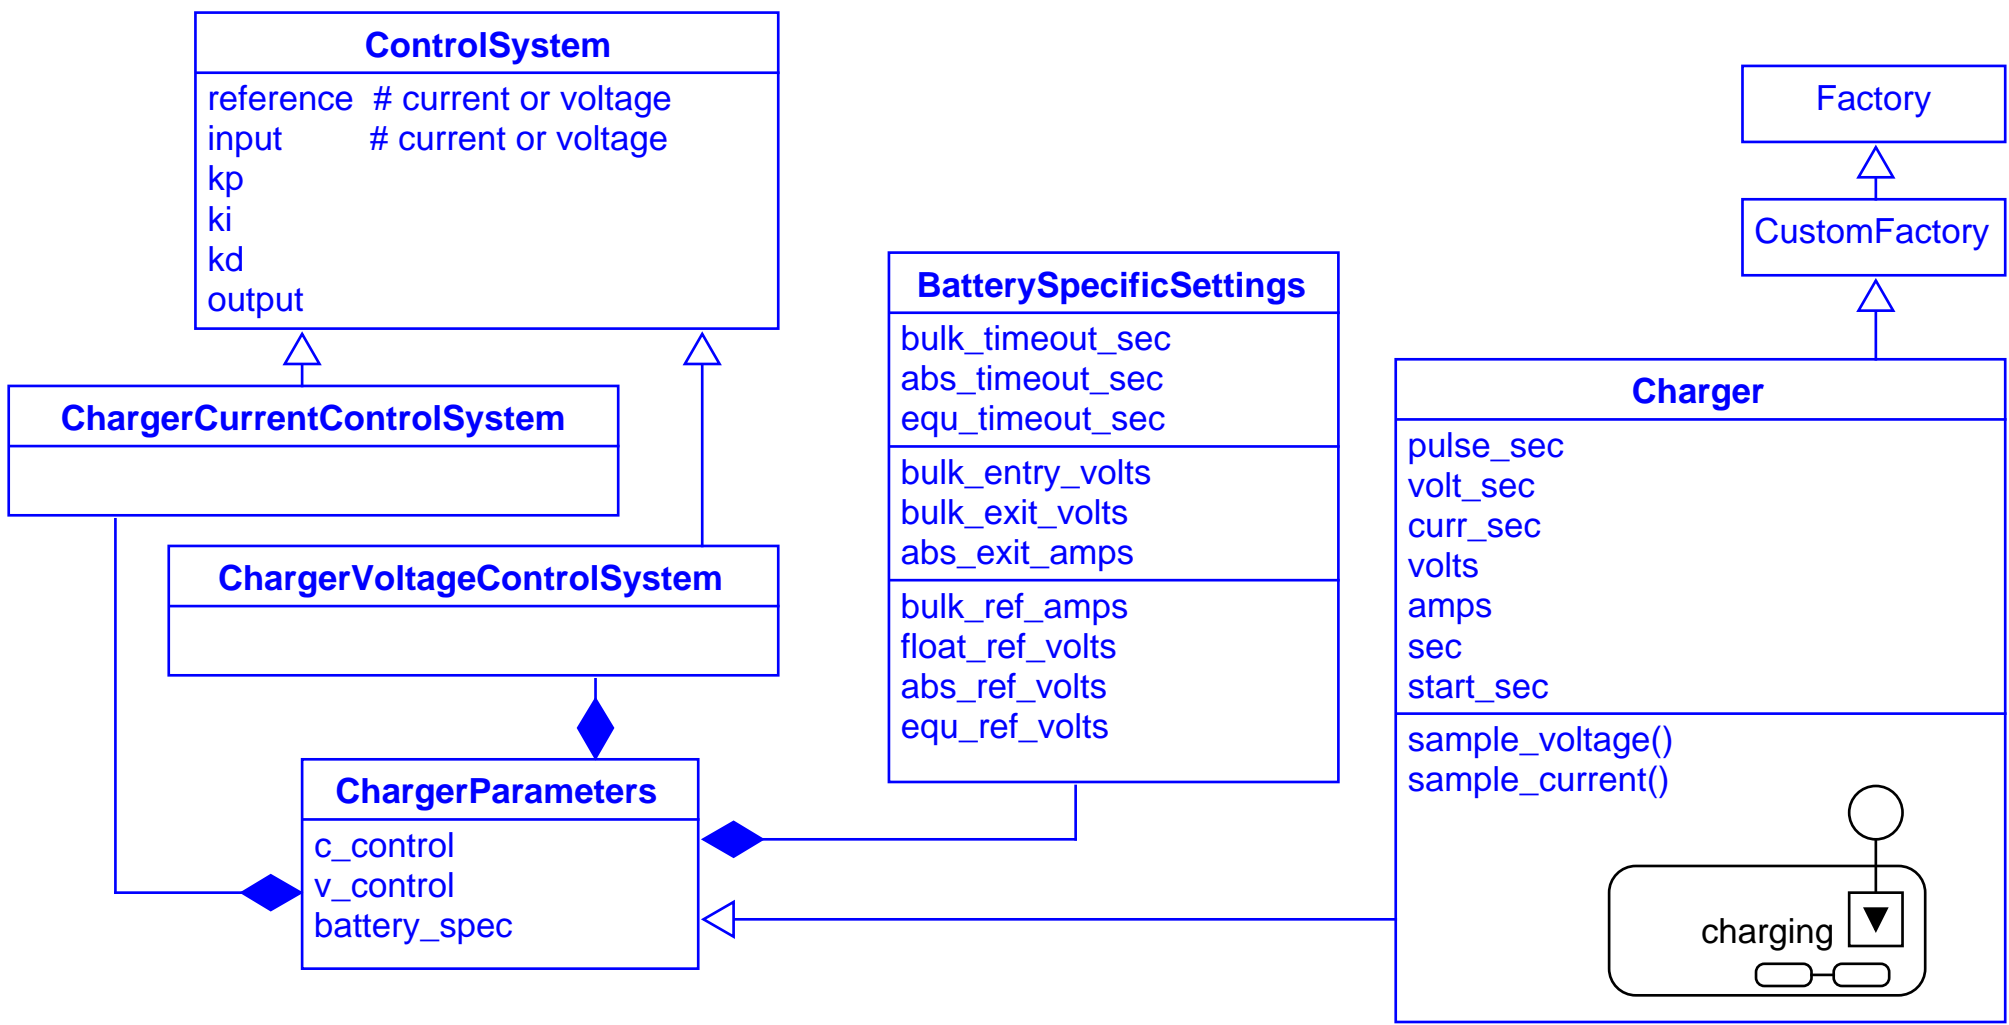 ControlSystem
reference # current or voltage
input # current or voltage
kp
ki
kd
output
ChargerCurrentControlSystem
ChargerVoltageControlSystem
ChargerParameters
c_control
v_control
battery_spec
BatterySpecificSettings
bulk_timeout_sec
abs_timeout_sec
equ_timeout_sec
bulk_entry_volts
bulk_exit_volts
abs_exit_amps
bulk_ref_amps
float_ref_volts
abs_ref_volts
equ_ref_volts
Factory
CustomFactory
Charger
pulse_sec
volt_sec
curr_sec
volts
amps
sec
start_sec
sample_voltage()
sample_current()
charging